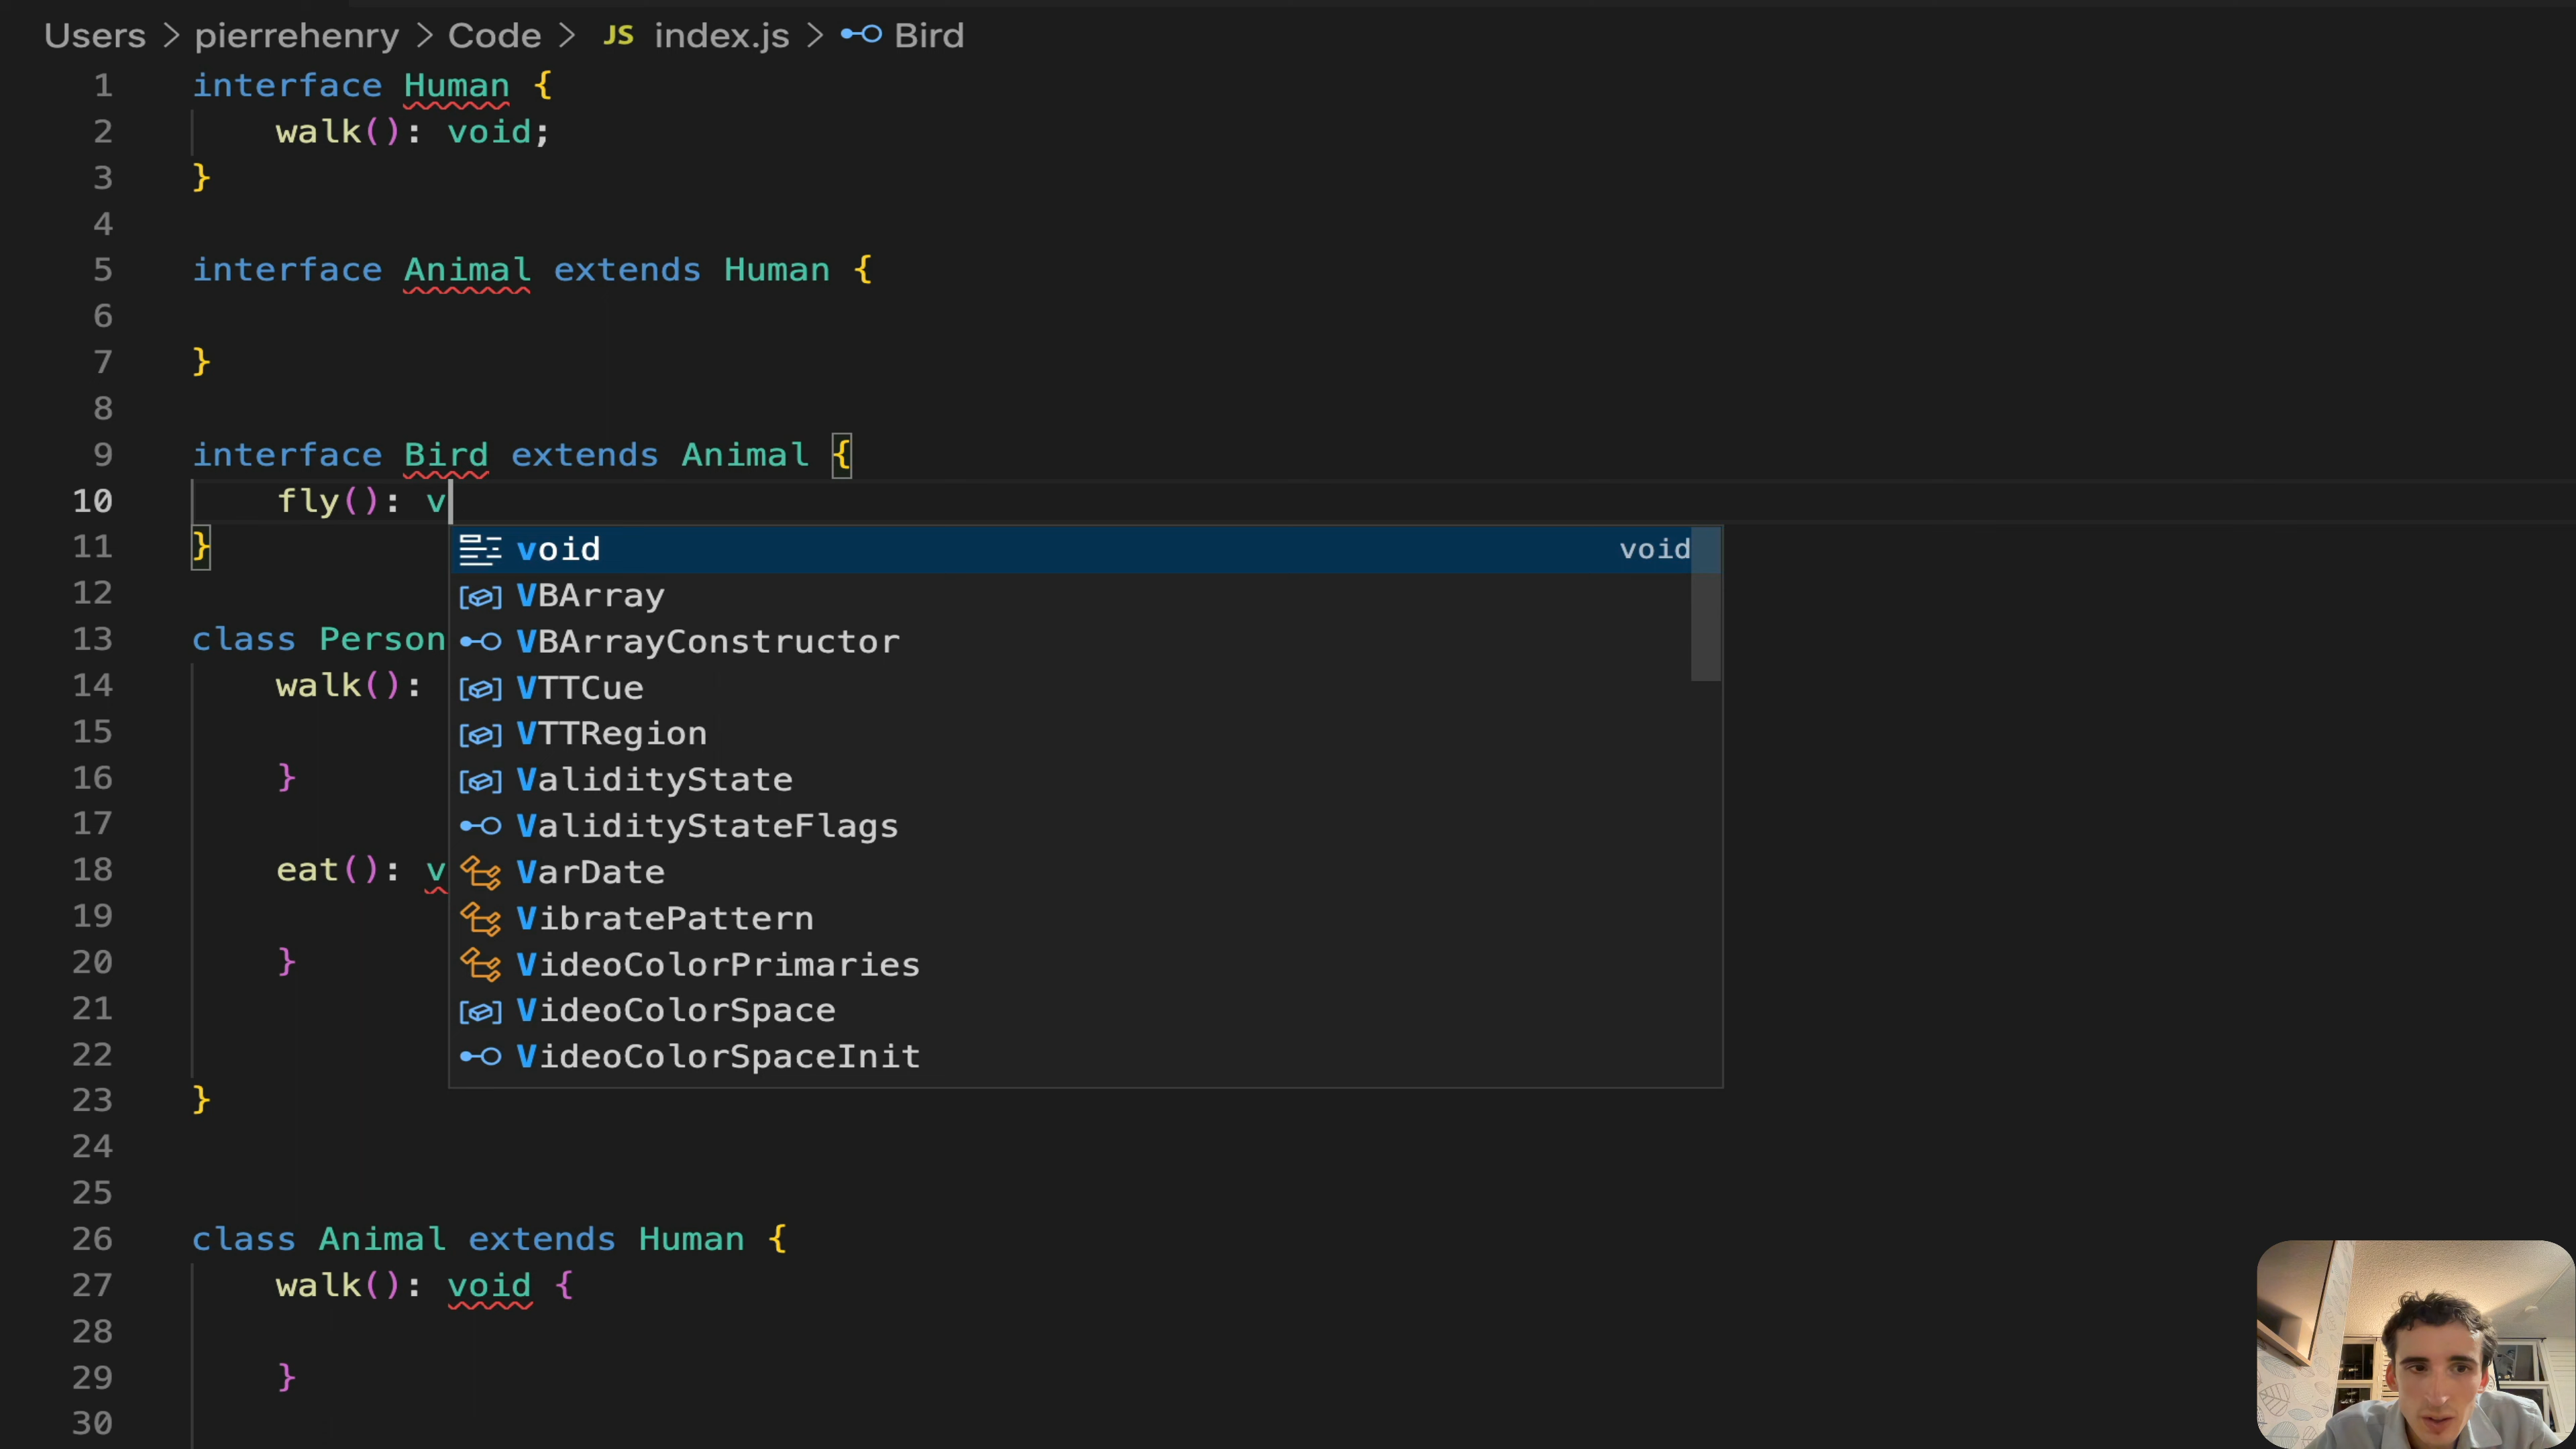 Users > pierrehenry > Code > JS index.js > Bird
1 interface Human {
2 walk(): void;
3 }
4
5 interface Animal extends Human {
6
7 }
8
9 interface Bird extends Animal {
10 fly(): v
11 }
void void
12
VBArray
VBArrayConstructor
13 class Person
VTTCue
14 walk():
VTTRegion
15
ValidityState
16 }
ValidityStateFlags
17
VarDate
18 eat(): v
VibratePattern
19
VideoColorPrimaries
20 }
VideoColorSpace
21
VideoColorSpaceInit
22
23 }
24
25
26 class Animal extends Human {
27 walk(): void {
28
29 }
30